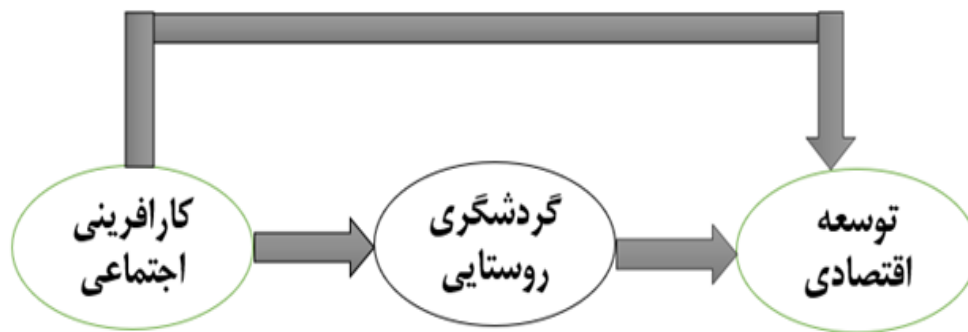 کارافرینی
اجتماعی
گردشگری
روستایی
توسعه
اقتصادی